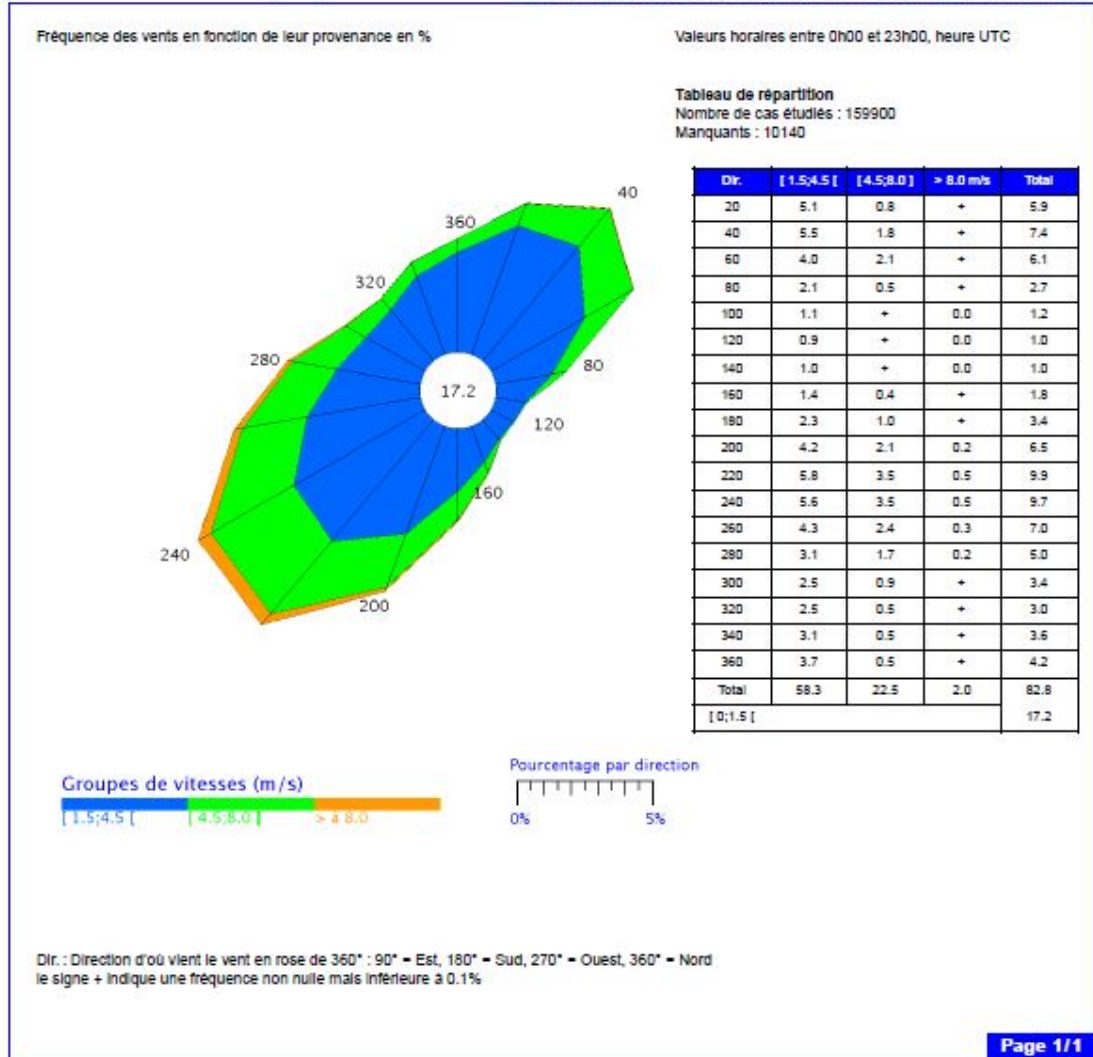 Fréquence des vents en fonction de leur provenance en %
Valeurs horaires entre 0h00 et 23h00, heure UTC
Tableau de répartition
Nombre de cas étudiés : 159900
Manquants : 10140
40
360
320
280
80
17.2
120
160
240
200
Dir. [ 1.5;4.5 [ [ 4.5;8.0 ] > 8.0 m/s Total
20 5.1 0.8 + 5.9
40 5.5 1.8 + 7.4
60 4.0 2.1 + 6.1
80 2.1 0.5 + 2.7
100 1.1 + 0.0 1.2
120 0.9 + 0.0 1.0
140 1.0 + 0.0 1.0
160 1.4 0.4 + 1.8
180 2.3 1.0 + 3.4
200 4.2 2.1 0.2 6.5
220 5.8 3.5 0.5 9.9
240 5.6 3.5 0.5 9.7
260 4.3 2.4 0.3 7.0
280 3.1 1.7 0.2 5.0
300 2.5 0.9 + 3.4
320 2.5 0.5 + 3.0
340 3.1 0.5 + 3.6
360 3.7 0.5 + 4.2
Total 58.3 22.5 2.0 82.8
[ 0;1.5 [ 17.2
Groupes de vitesses (m/s)
[ 1.5;4.5 [ [ 4.5;8.0 ] > à 8.0
Pourcentage par direction
0% 5%
Dir. : Direction d'où vient le vent en rose de 360° : 90° = Est, 180° = Sud, 270° = Ouest, 360° = Nord
le signe + indique une fréquence non nulle mais inférieure à 0.1%
Page 1/1